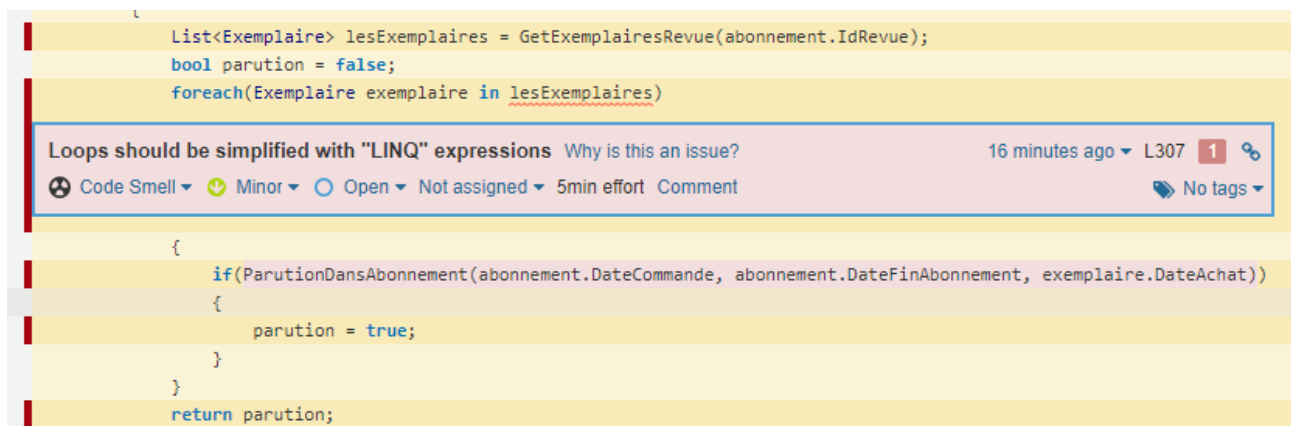 {
List<Exemplaire> lesExemplaires = GetExemplairesRevue(abonnement.IdRevue);
bool parution = false;
foreach(Exemplaire exemplaire in lesExemplaires)
Loops should be simplified with "LINQ" expressions Why is this an issue? 16 minutes ago L307 1
Code Smell Minor Open Not assigned 5min effort Comment No tags
{
if(ParutionDansAbonnement(abonnement.DateCommande, abonnement.DateFinAbonnement, exemplaire.DateAchat))
{
parution = true;
}
}
return parution;